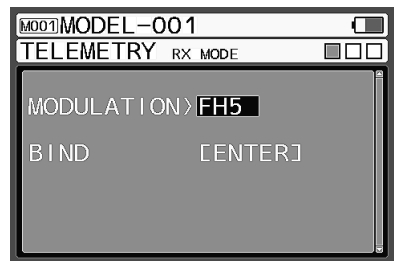 M001 MODEL-001
TELEMETRY RX MODE
MODULATION>FH5
BIND [ENTER]